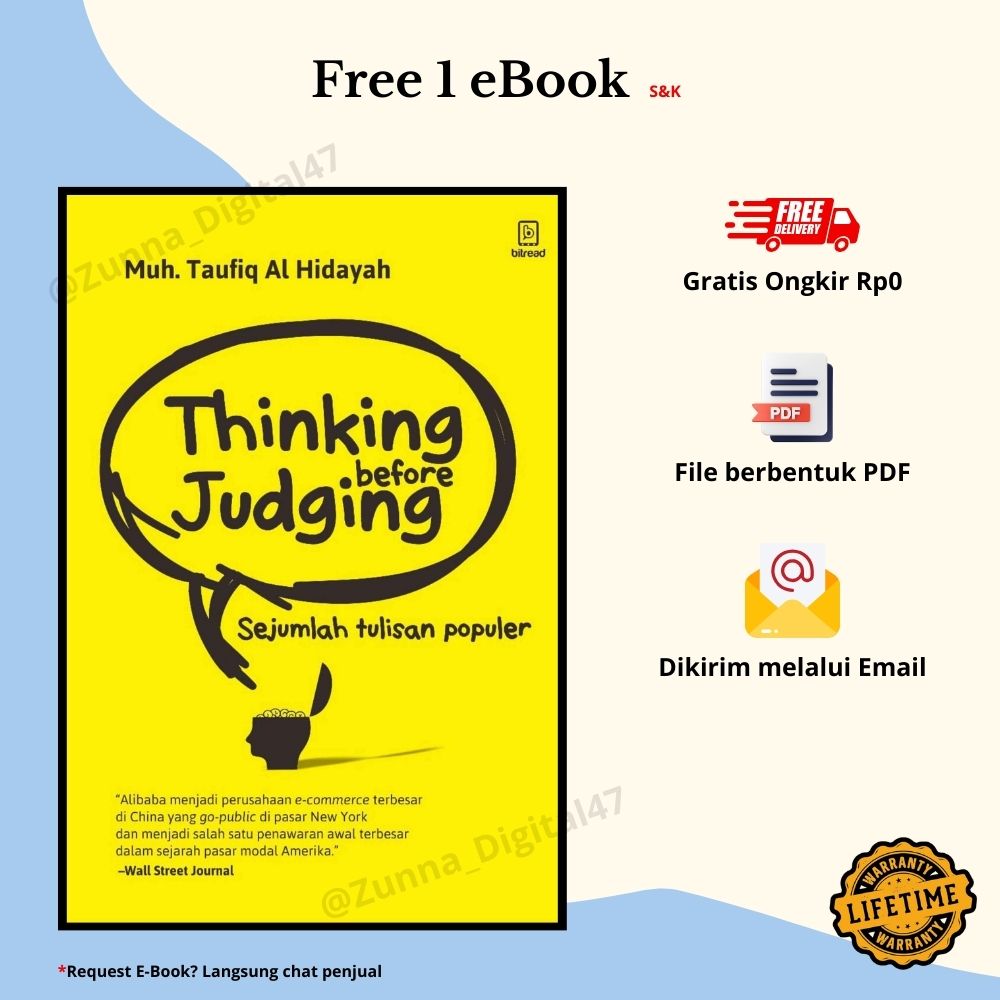 Free 1 eBook S&K
@Zunna_Digital47
bitread
Muh. Taufiq Al Hidayah
Thinking
before
Judging
Sejumlah tulisan populer
“Alibaba menjadi perusahaan e-commerce terbesar
di China yang go-public di pasar New York
dan menjadi salah satu penawaran awal terbesar
dalam sejarah pasar modal Amerika.”
–Wall Street Journal
@Zunna_Digital47
FREE
DELIVERY
Gratis Ongkir Rp0
PDF
File berbentuk PDF
@
Dikirim melalui Email
WARRANTY
LIFETIME
WARRANTY
*Request E-Book? Langsung chat penjual